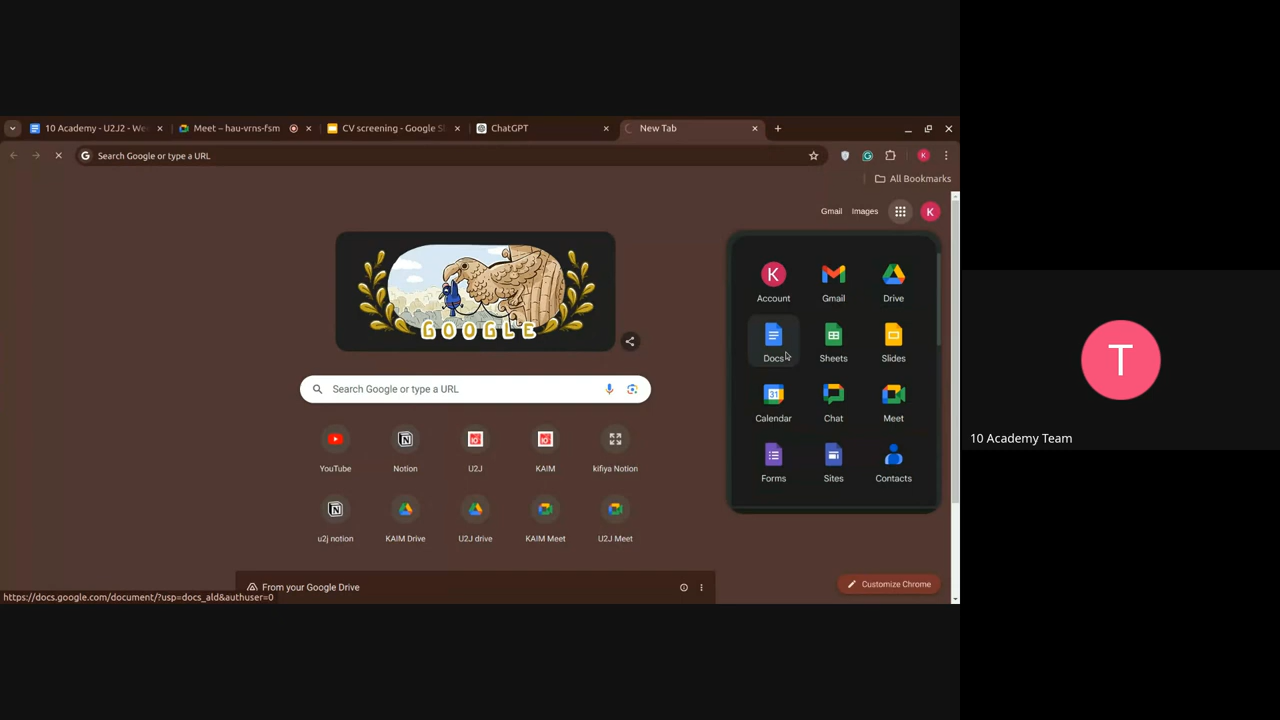 10 Academy - U2J2 - We
Meet – hau-vrns-fsm
CV screening - Google S
ChatGPT
New Tab
Search Google or type a URL
All Bookmarks
Gmail
Images
K
K
Account
Gmail
Drive
GOOGLE
Docs
Sheets
Slides
Search Google or type a URL
31
Calendar
Chat
Meet
YouTube
Notion
U2J
KAIM
kifiya Notion
Forms
Sites
Contacts
u2j notion
KAIM Drive
U2J drive
KAIM Meet
U2J Meet
From your Google Drive
Customize Chrome
https://docs.google.com/document/?usp=docs_ald&authuser=0
T
10 Academy Team